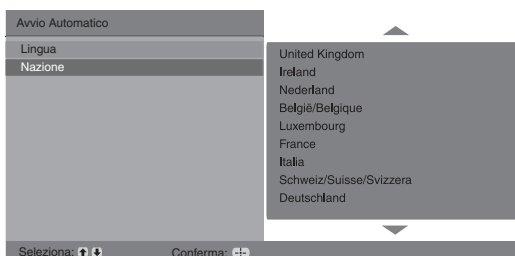 Avvio Automatico
Lingua
Nazione
United Kingdom
Ireland
Nederland
België/Belgique
Luxembourg
France
Italia
Schweiz/Suisse/Svizzera
Deutschland
Seleziona: Conferma: